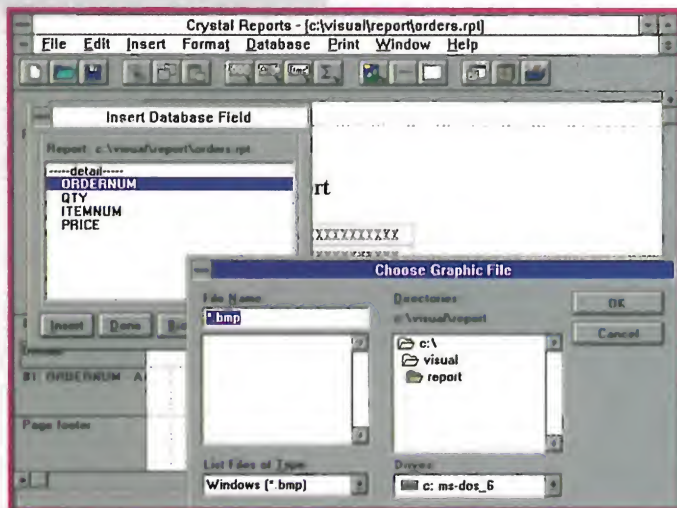 Crystal Reports - [c:\visual\report\orders.rpt]
File Edit Insert Format Database Print Window Help
Insert Database Field
Report: c:\visual\report\orders.rpt
-----detail-----
ORDERNUM
QTY
ITEMNUM
PRICE
Insert Done
rt
Choose Graphic File
File Name:
*.bmp
Directories:
c:\visual\report
c:\
visual
report
OK
Cancel
List Files of Type:
Windows (*.bmp)
Drives:
c: ms-dos_6
#1 ORDERNUM
Page footer